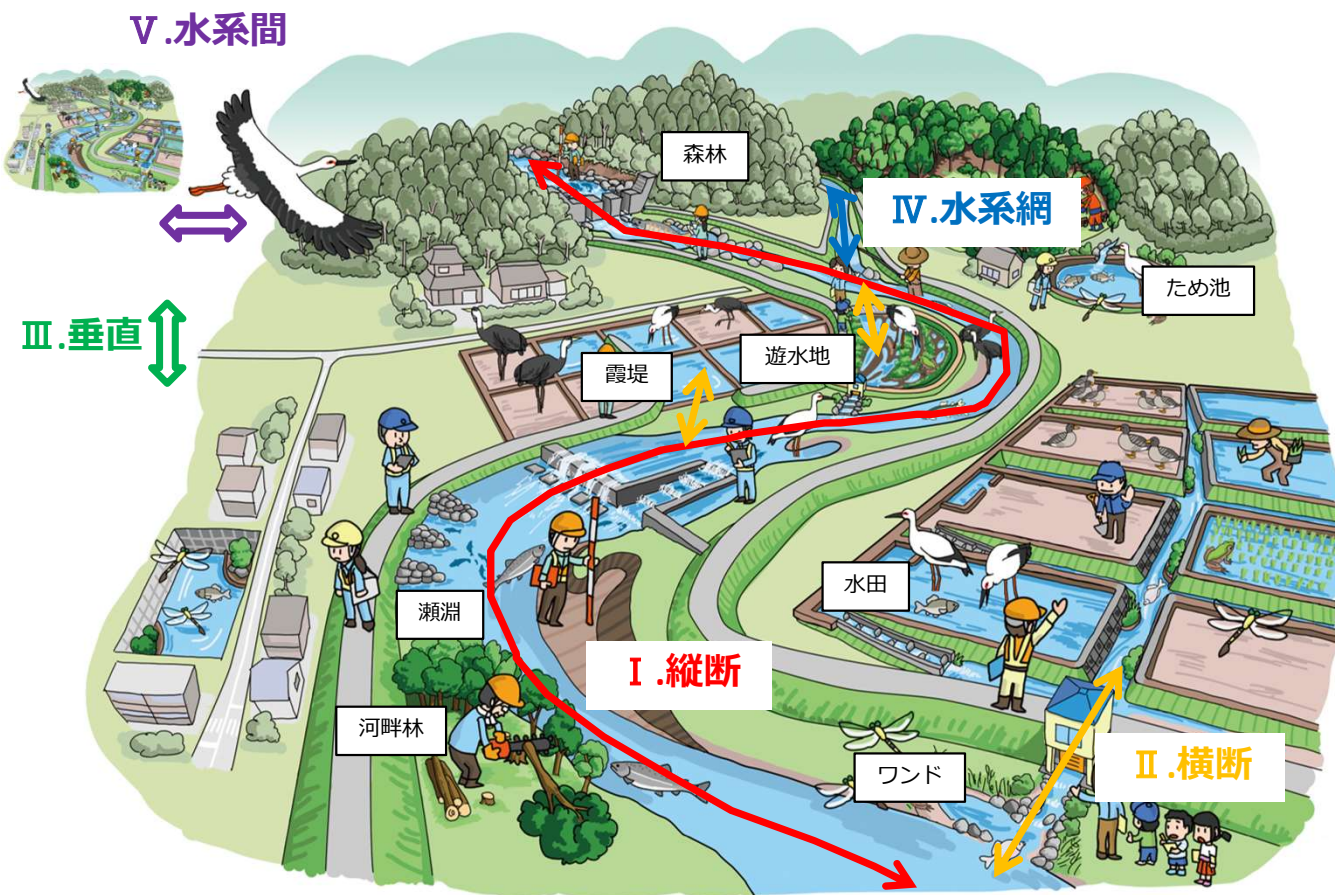 Ⅴ.水系間
森林
Ⅳ.水系網
ため池
Ⅲ.垂直
遊水地
霞堤
水田
瀬淵
Ⅰ.縦断
河畔林
ワンド
Ⅱ.横断